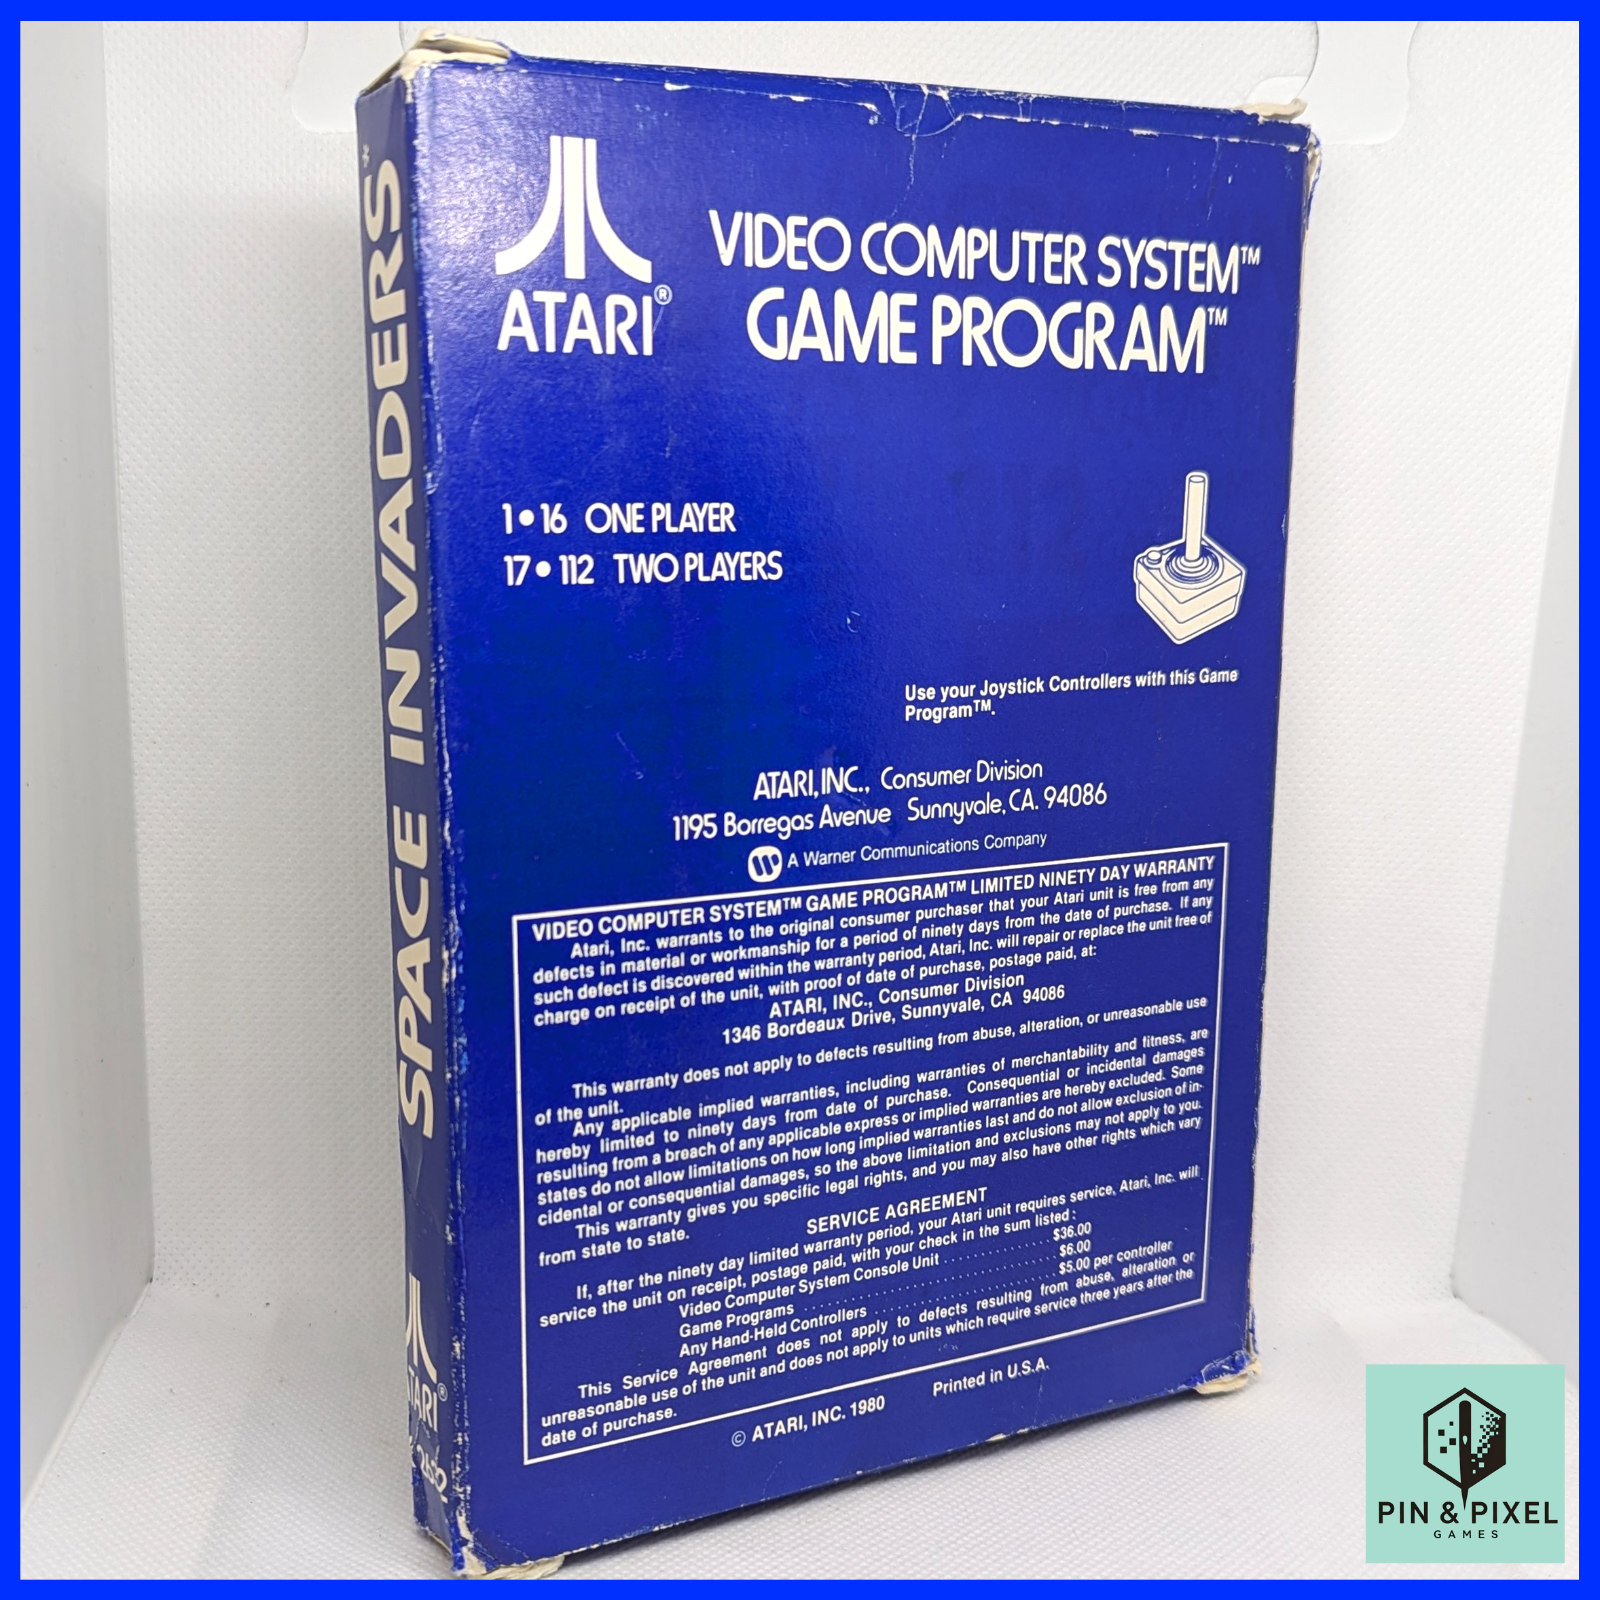 SPACE INVADERS*
ATARI®
2632
ATARI®
VIDEO COMPUTER SYSTEM™
GAME PROGRAM™
1•16 ONE PLAYER
17•112 TWO PLAYERS
Use your Joystick Controllers with this Game
Program™.
ATARI, INC., Consumer Division
1195 Borregas Avenue Sunnyvale, CA. 94086
A Warner Communications Company
VIDEO COMPUTER SYSTEM™ GAME PROGRAM™ LIMITED NINETY DAY WARRANTY
Atari, Inc. warrants to the original consumer purchaser that your Atari unit is free from any
defects in material or workmanship for a period of ninety days from the date of purchase. If any
such defect is discovered within the warranty period, Atari, Inc. will repair or replace the unit free of
charge on receipt of the unit, with proof of date of purchase, postage paid, at:
ATARI, INC., Consumer Division
1346 Bordeaux Drive, Sunnyvale, CA 94086
This warranty does not apply to defects resulting from abuse, alteration, or unreasonable use
of the unit.
Any applicable implied warranties, including warranties of merchantability and fitness, are
hereby limited to ninety days from date of purchase. Consequential or incidental damages
resulting from a breach of any applicable express or implied warranties are hereby excluded. Some
states do not allow limitations on how long implied warranties last and do not allow exclusion of in-
cidental or consequential damages, so the above limitation and exclusions may not apply to you.
This warranty gives you specific legal rights, and you may also have other rights which vary
from state to state.
SERVICE AGREEMENT
If, after the ninety day limited warranty period, your Atari unit requires service, Atari, Inc. will
service the unit on receipt, postage paid, with your check in the sum listed:
Video Computer System Console Unit . . . . . . . . . . . . $36.00
Game Programs . . . . . . . . . . . . . . . . . . . . . . . . . . $6.00
Any Hand-Held Controllers . . . . . . . . . . . . . . . . . . $5.00 per controller
This Service Agreement does not apply to defects resulting from abuse, alteration or
unreasonable use of the unit and does not apply to units which require service three years after the
date of purchase.
© ATARI, INC. 1980 Printed in U.S.A.
PIN & PIXEL
GAMES